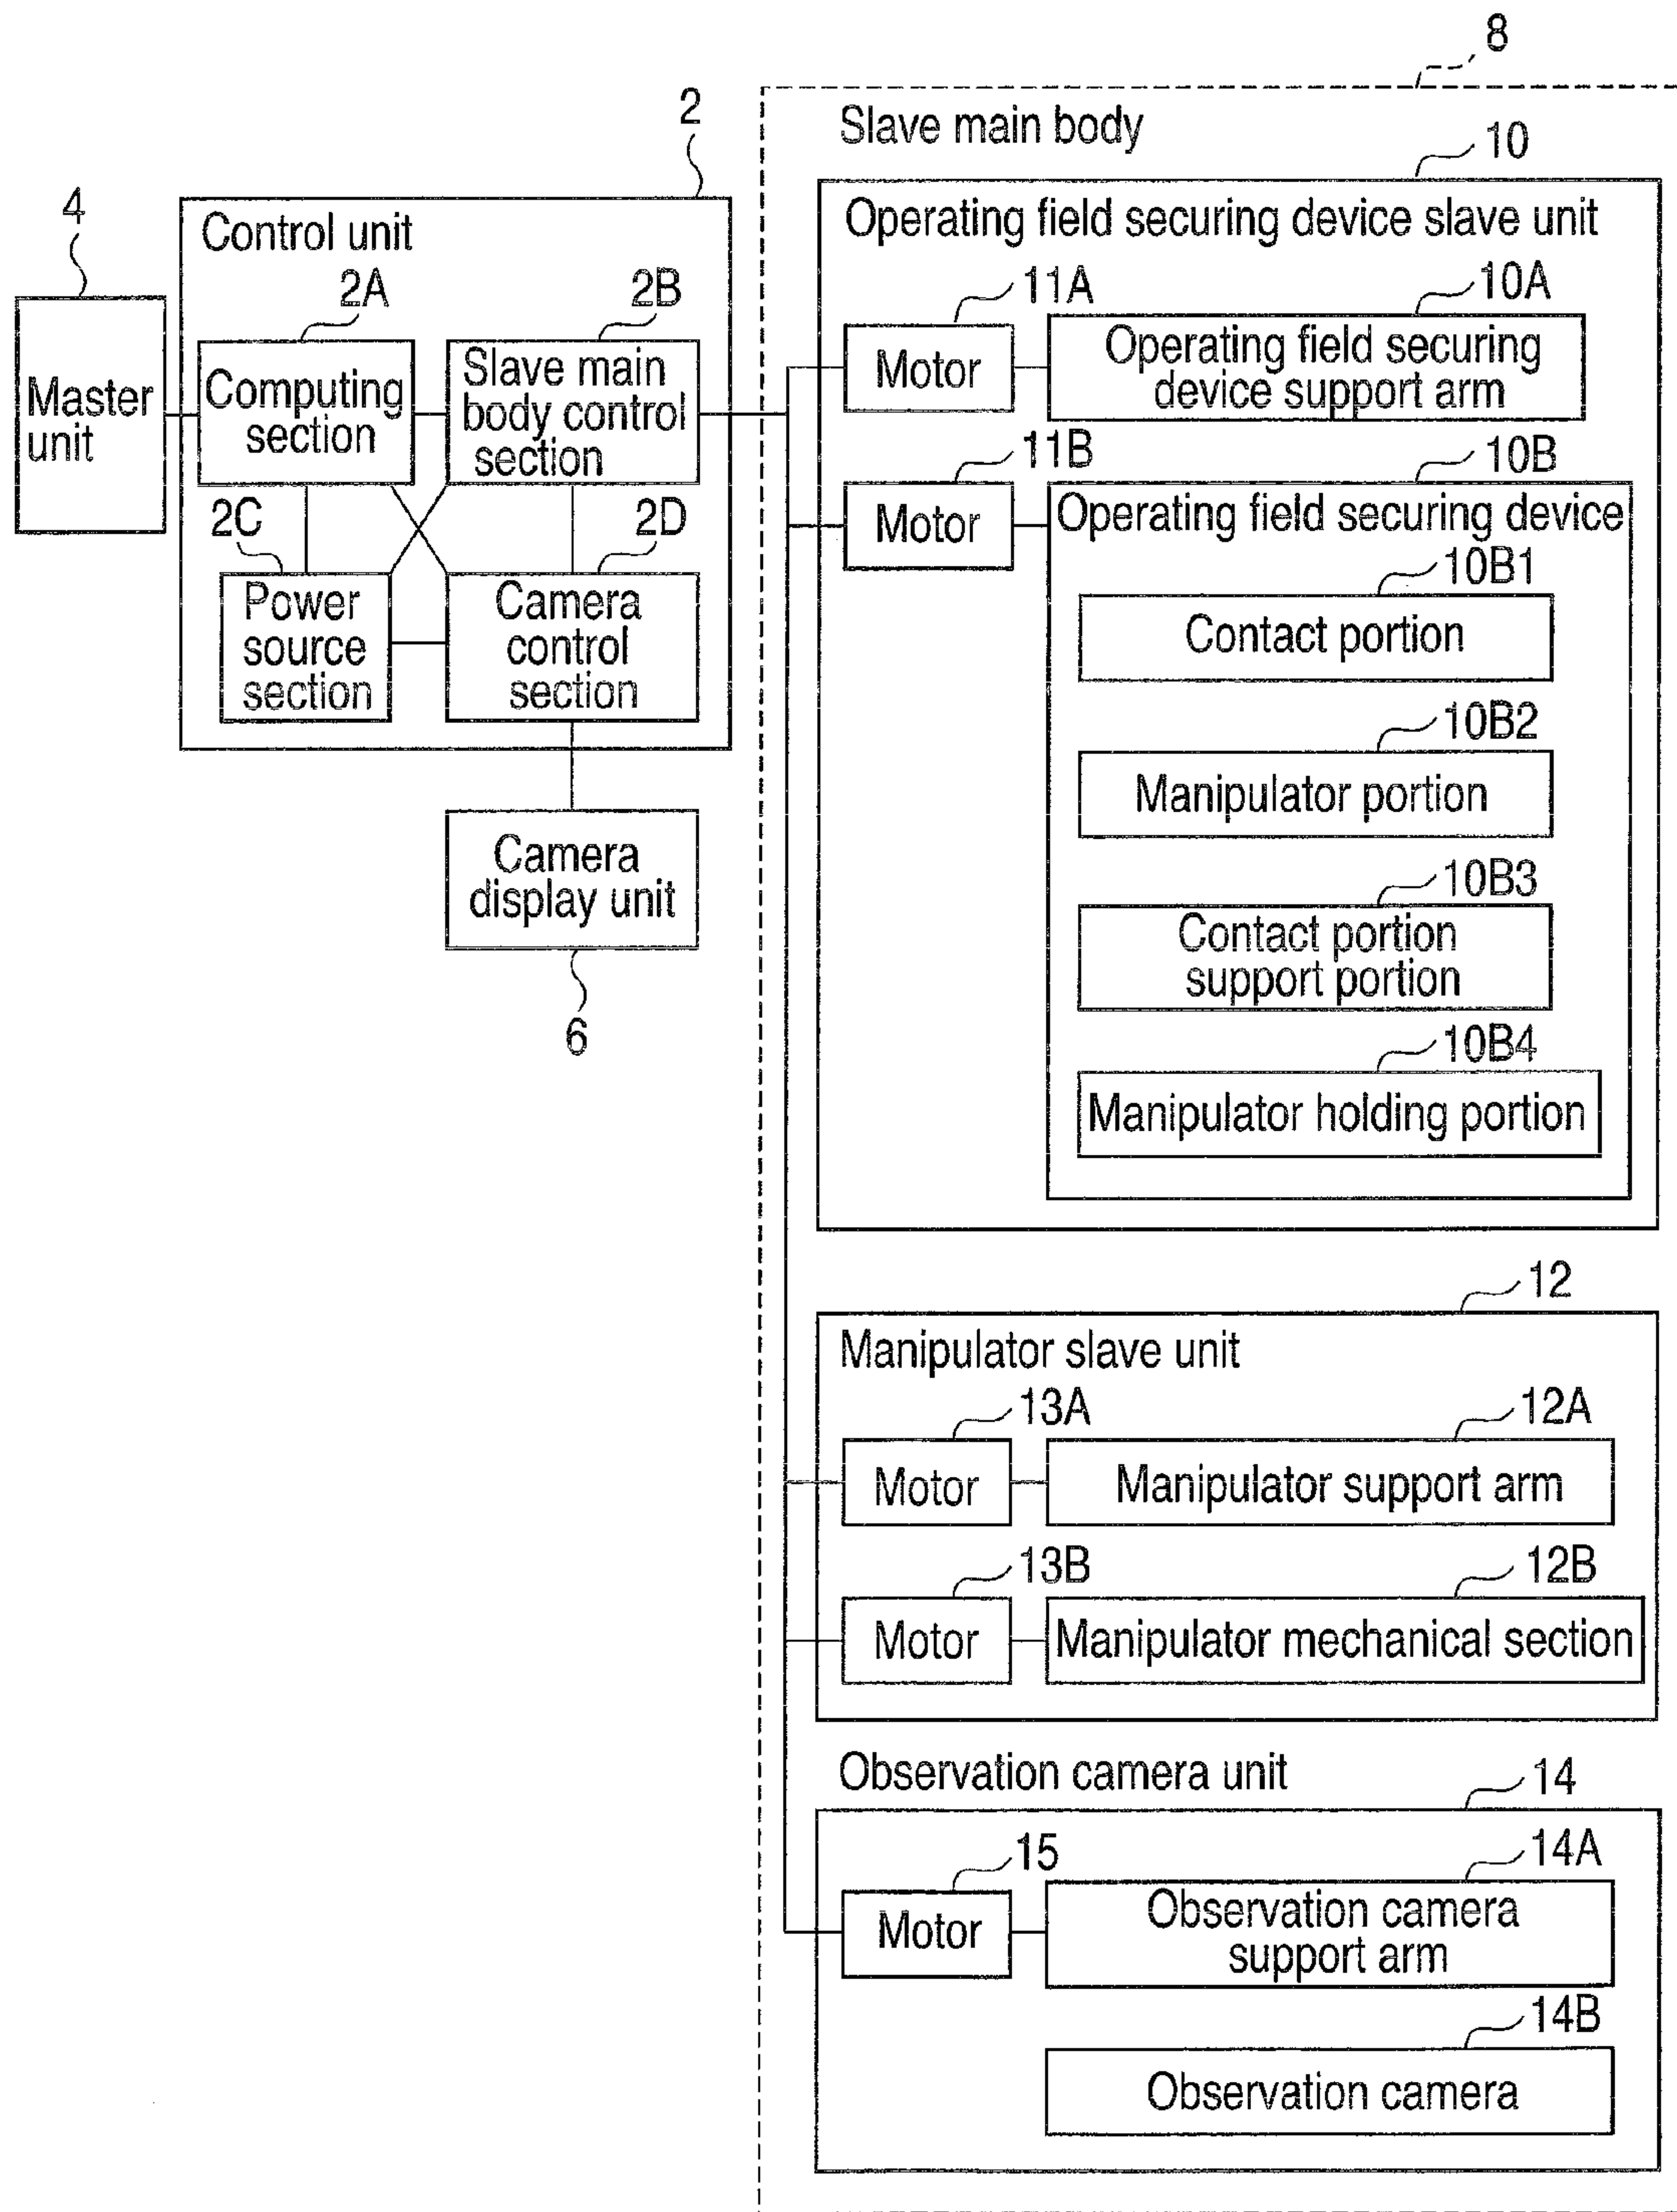 8
Slave main body
2
10
4
Control unit
Operating field securing device slave unit
2A
2B
11A
10A
Master
unit
Computing
section
Slave main
body control
section
Motor
Operating field securing
device support arm
11B
10B
2C
2D
Motor
Operating field securing device
Power
source
section
Camera
control
section
10B1
Contact portion
10B2
Manipulator portion
Camera
display unit
6
10B3
Contact portion
support portion
10B4
Manipulator holding portion
12
Manipulator slave unit
13A
12A
Motor
Manipulator support arm
13B
12B
Motor
Manipulator mechanical section
Observation camera unit
14
15
14A
Motor
Observation camera
support arm
14B
Observation camera